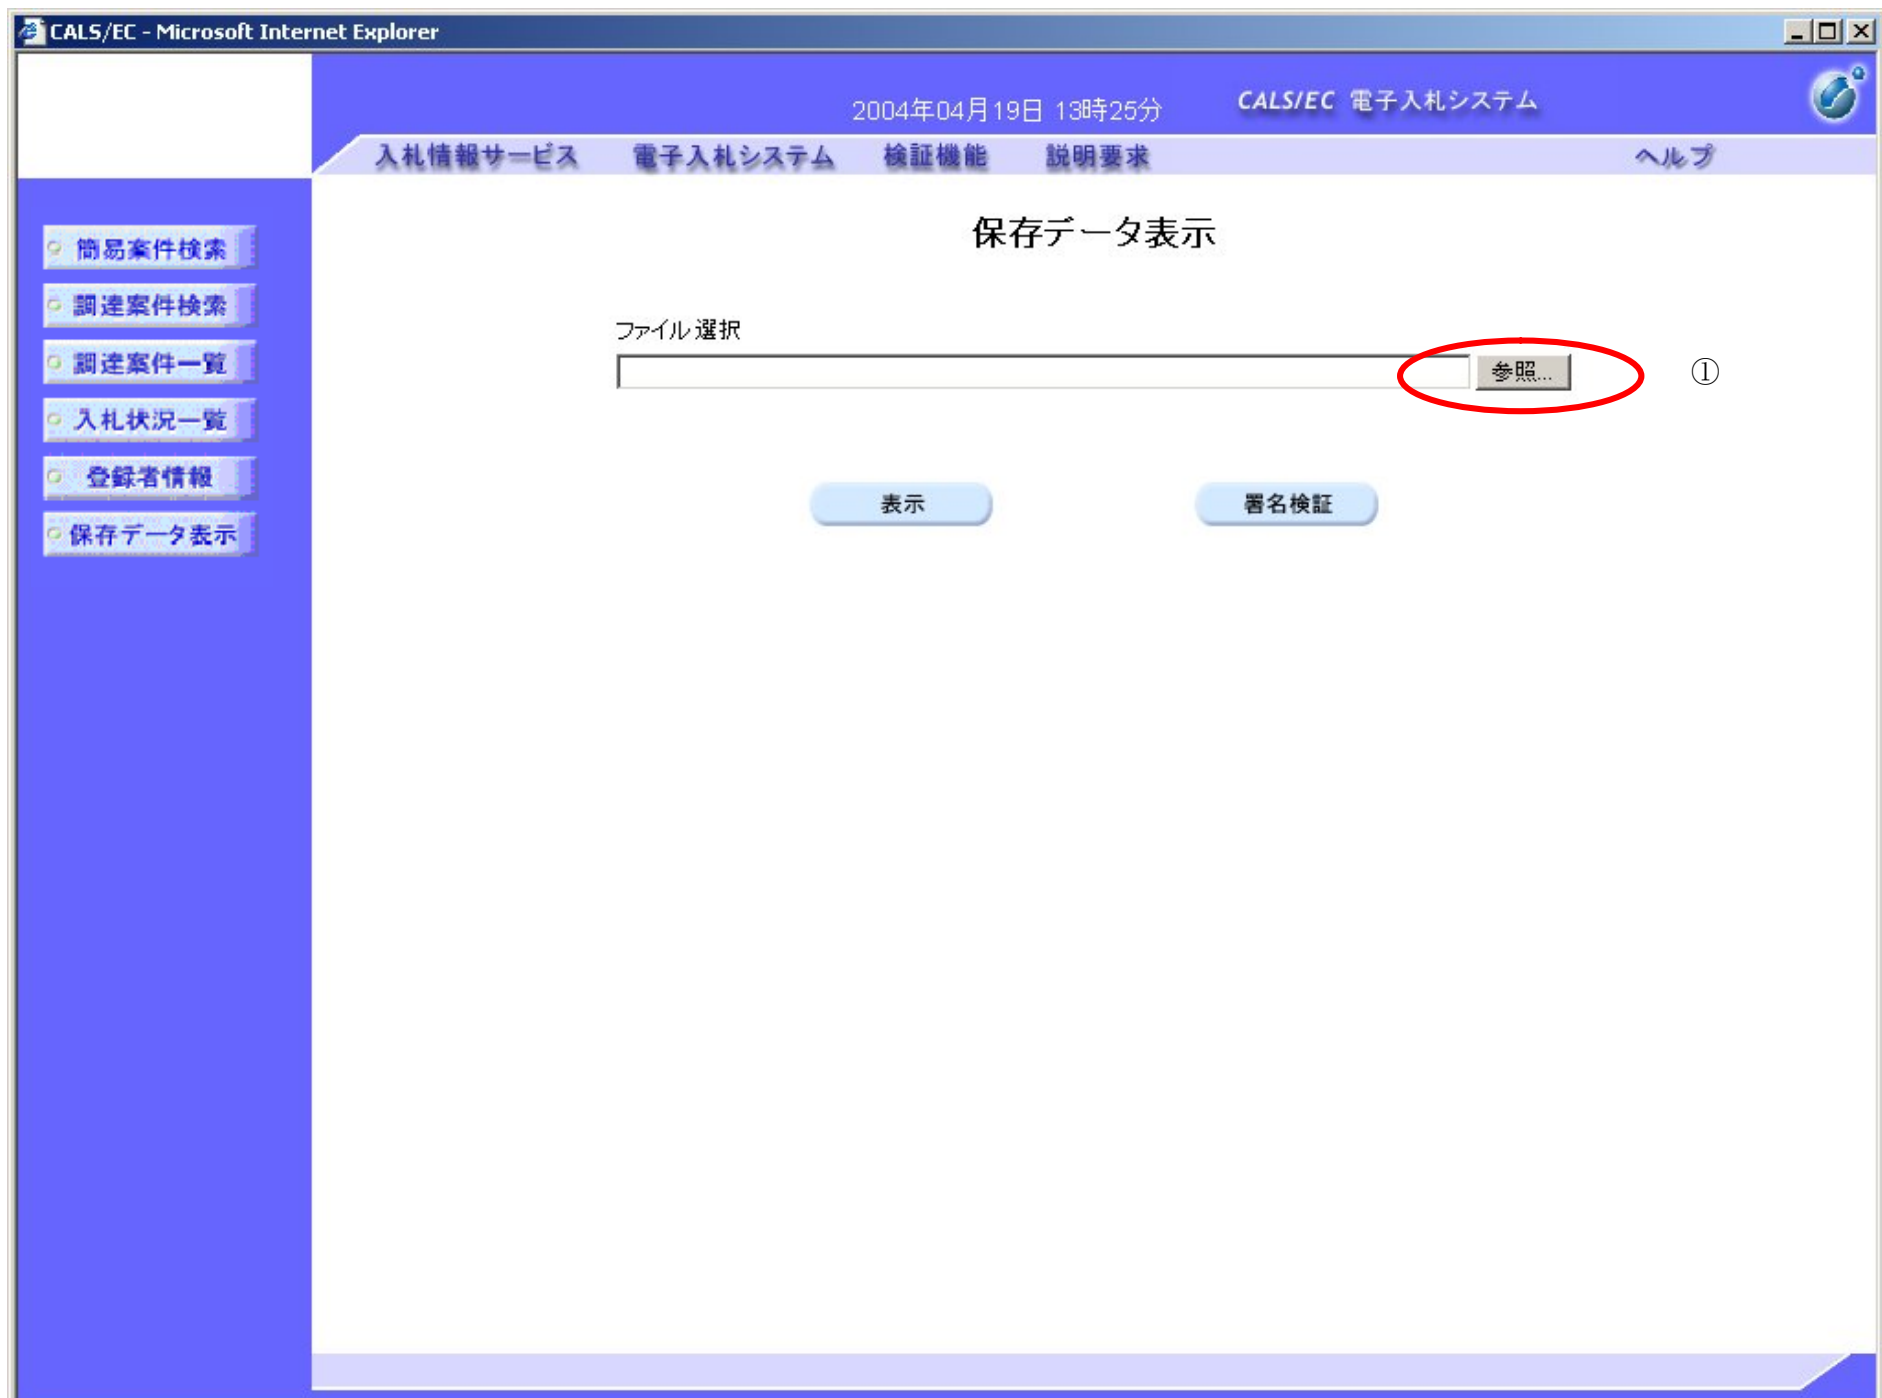 CALS/EC - Microsoft Internet Explorer
2004年04月19日 13時25分
CALS/EC 電子入札システム
入札情報サービス 電子入札システム 検証機能 説明要求 ヘルプ
簡易案件検索
調達案件検索
調達案件一覧
入札状況一覧
登録者情報
保存データ表示
保存データ表示
ファイル選択
参照...
①
表示
署名検証